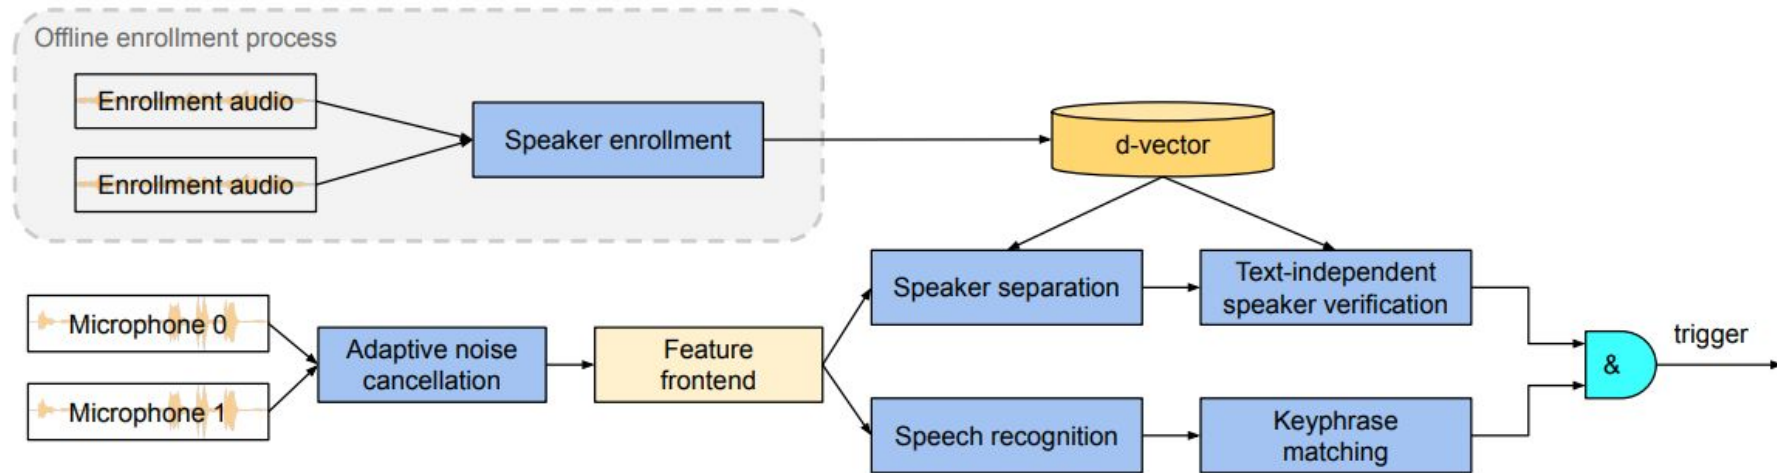 Offline enrollment process
Enrollment audio
Enrollment audio
Speaker enrollment
d-vector
Microphone 0
Microphone 1
Adaptive noise
cancellation
Feature
frontend
Speaker separation
Text-independent
speaker verification
Speech recognition
Keyphrase
matching
&
trigger